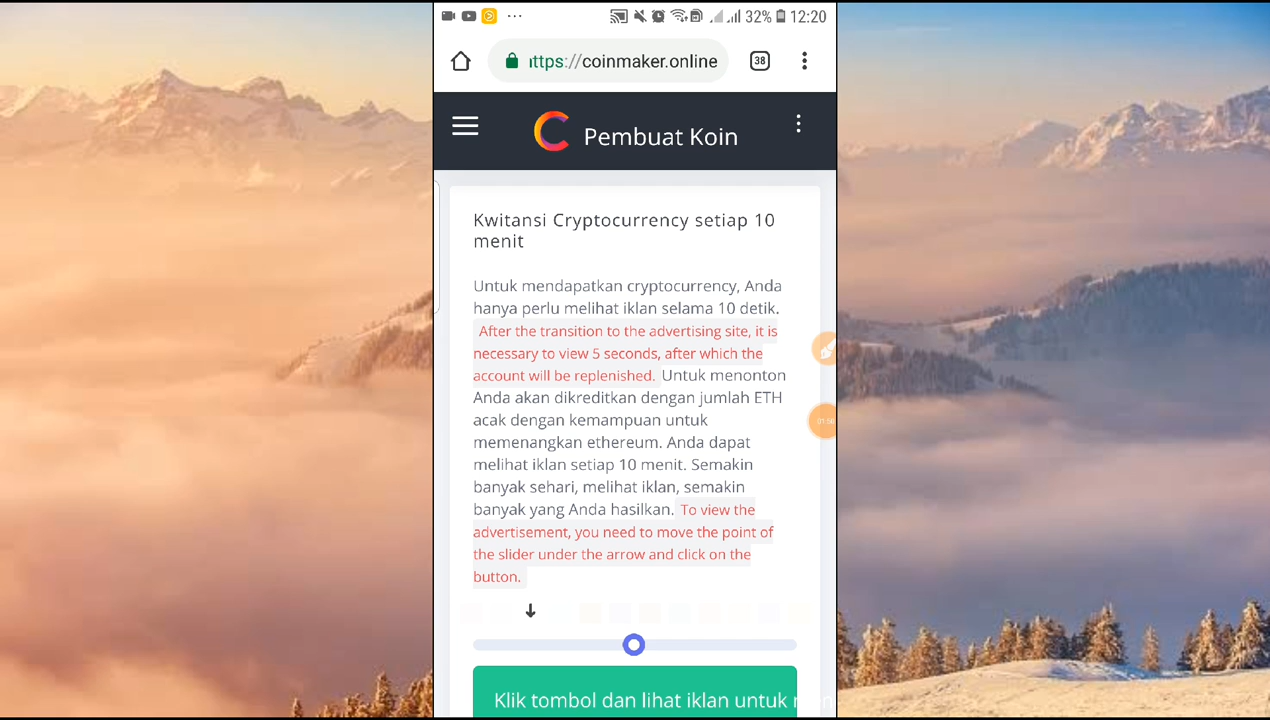 32% 12:20
ttps://coinmaker.online
38
Pembuat Koin
Kwitansi Cryptocurrency setiap 10
menit
Untuk mendapatkan cryptocurrency, Anda
hanya perlu melihat iklan selama 10 detik.
After the transition to the advertising site, it is
necessary to view 5 seconds, after which the
account will be replenished. Untuk menonton
Anda akan dikreditkan dengan jumlah ETH
acak dengan kemampuan untuk
memenangkan ethereum. Anda dapat
melihat iklan setiap 10 menit. Semakin
banyak sehari, melihat iklan, semakin
banyak yang Anda hasilkan. To view the
advertisement, you need to move the point of
the slider under the arrow and click on the
button.
Klik tombol dan lihat iklan untuk